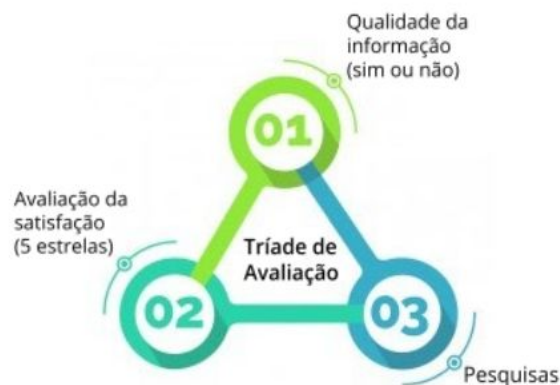 Qualidade da
informação
(sim ou não)
01
Avaliação da
satisfação
(5 estrelas)
Tríade de
Avaliação
02
03
Pesquisas